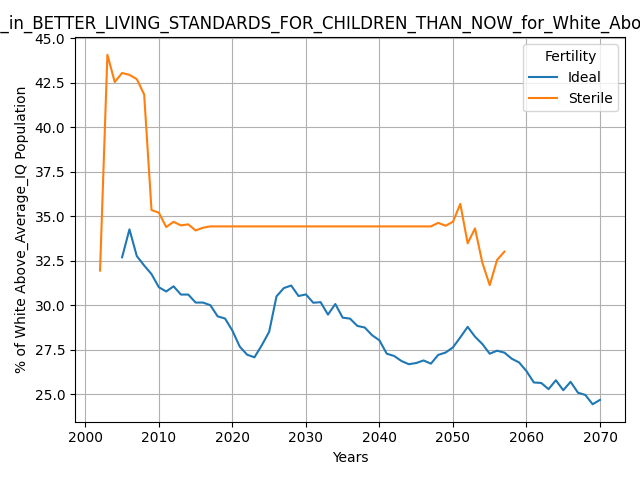 _in_BETTER_LIVING_STANDARDS_FOR_CHILDREN_THAN_NOW_for_White_Abo
45.0
42.5
40.0
37.5
35.0
32.5
30.0
27.5
25.0
% of White Above_Average_IQ Population
Fertility
Ideal
Sterile
2000 2010 2020 2030 2040 2050 2060 2070
Years